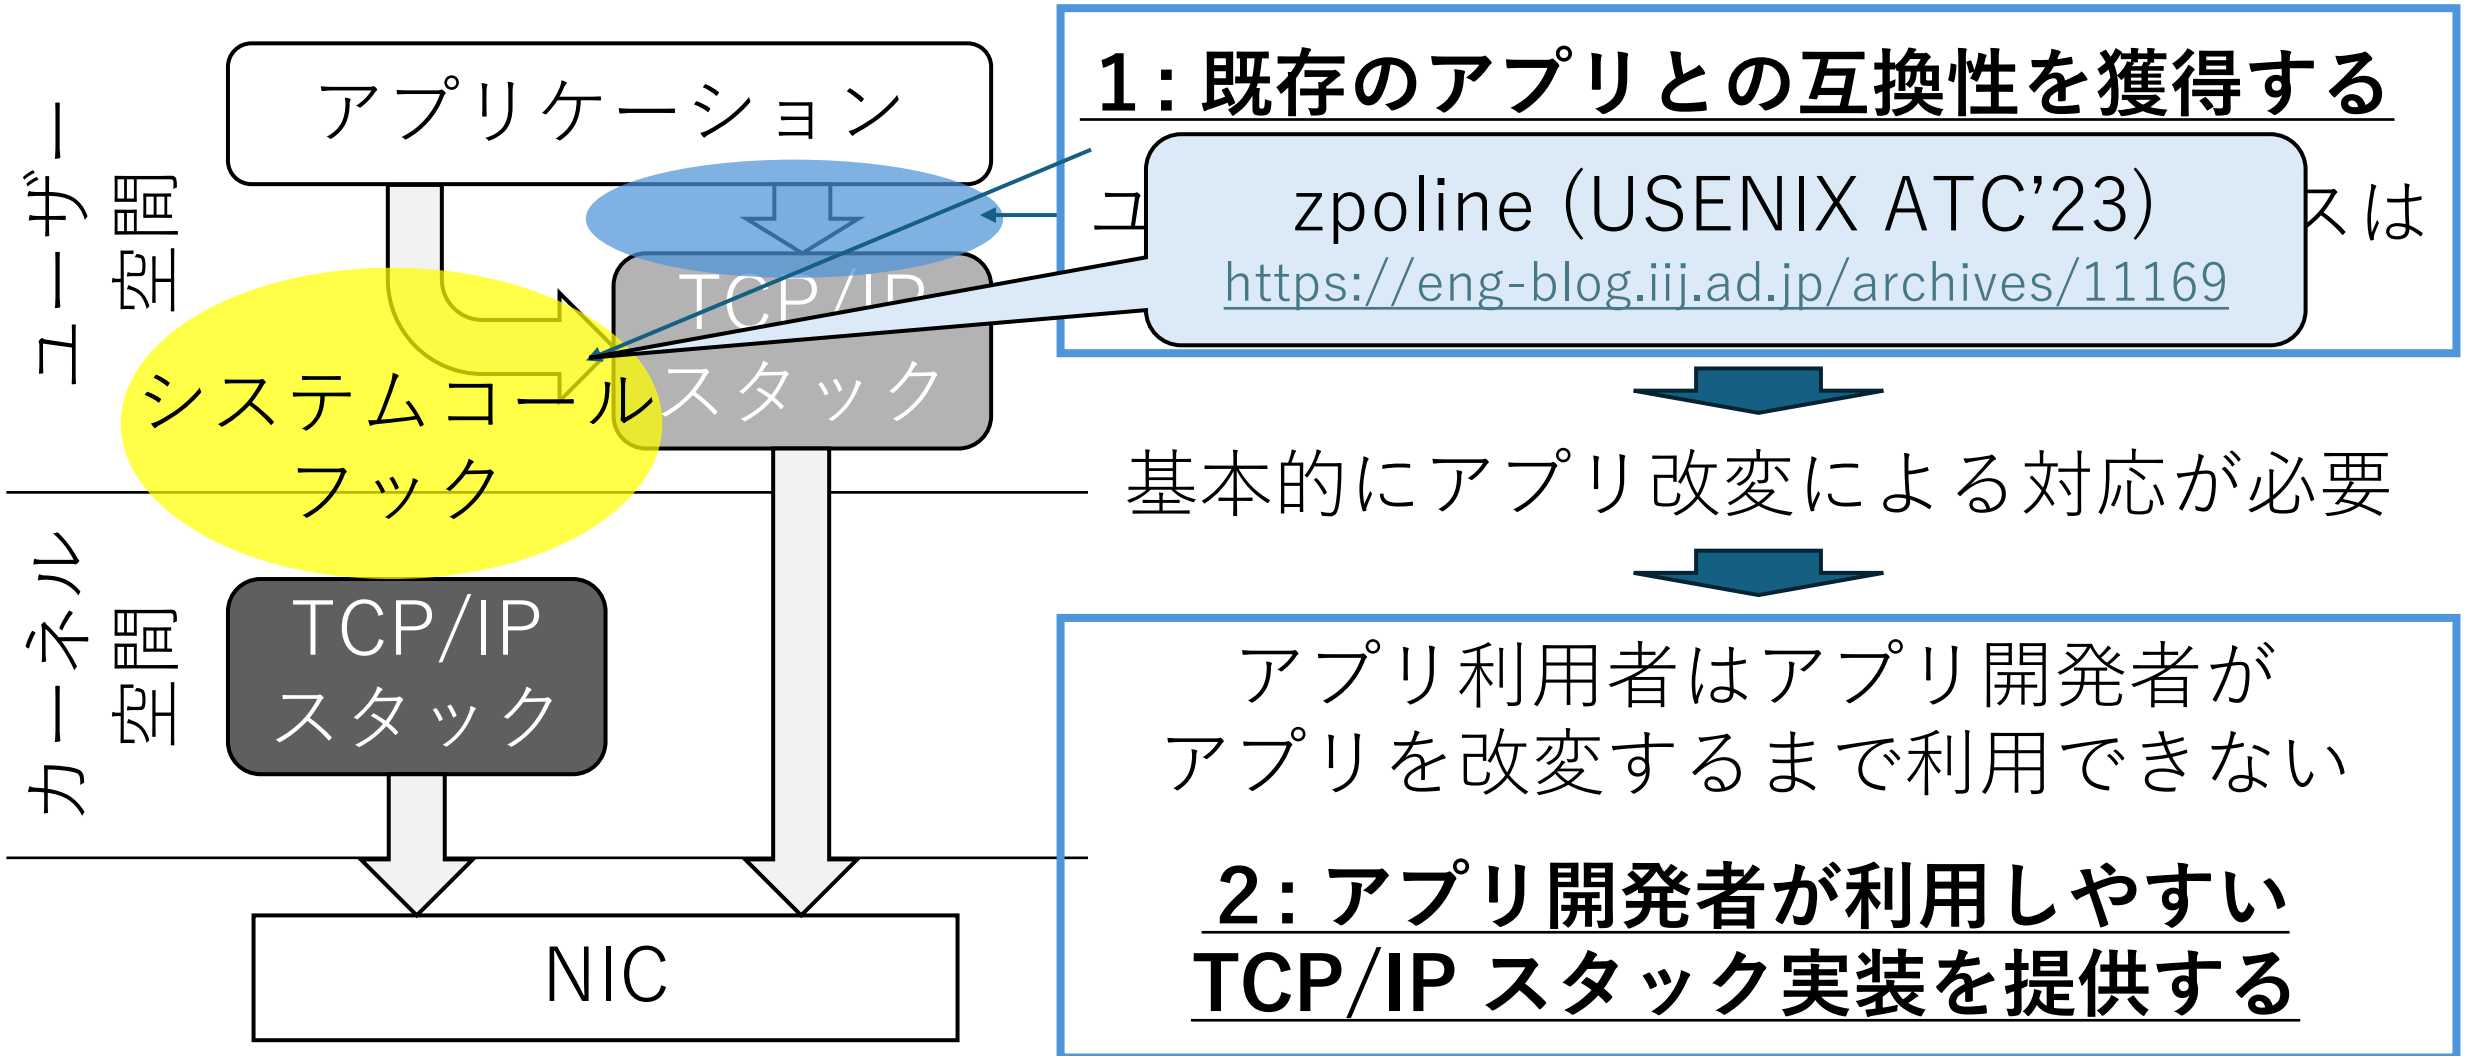 ユーザー
空間
カーネル
空間
アプリケーション
TCP/IP
スタック
システムコール
フック
TCP/IP
スタック
NIC
1 : 既存のアプリとの互換性を獲得する
zpoline (USENIX ATC’23)
https://eng-blog.iij.ad.jp/archives/11169
スは
基本的にアプリ改変による対応が必要
アプリ利用者はアプリ開発者が
アプリを改変するまで利用できない
2 : アプリ開発者が利用しやすい
TCP/IP スタック実装を提供する